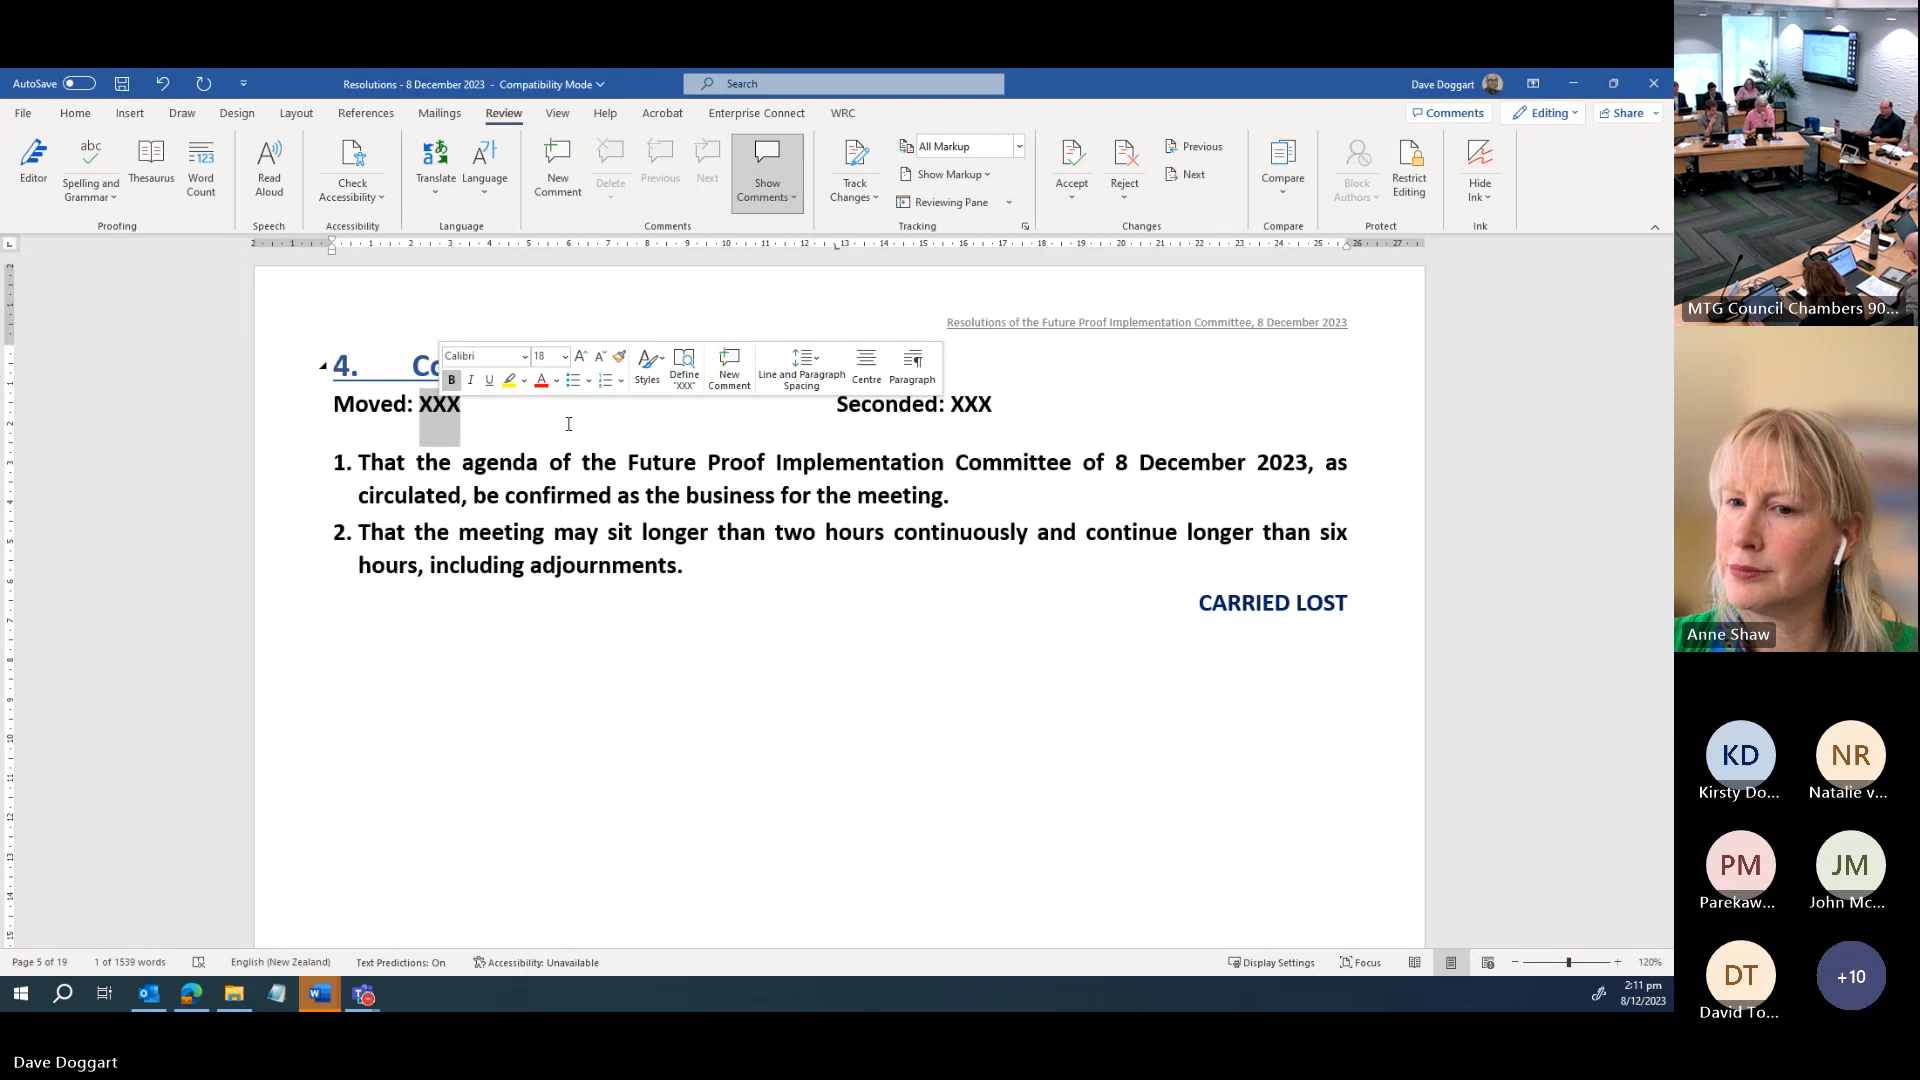 AutoSave
Resolutions - 8 December 2023 - Compatibility Mode
Search
Dave Doggart
File Home Insert Draw Design Layout References Mailings Review View Help Acrobat Enterprise Connect WRC
Comments Editing Share
Editor
Spelling and Grammar
Thesaurus
Word Count
Read Aloud
Check Accessibility
Translate
Language
New Comment
Delete
Previous
Next
Show Comments
Track Changes
All Markup
Show Markup
Reviewing Pane
Accept
Reject
Previous
Next
Compare
Block Authors
Restrict Editing
Hide Ink
Proofing Speech Accessibility Language Comments Tracking Changes Compare Protect Ink
Resolutions of the Future Proof Implementation Committee, 8 December 2023
4. Co
Calibri 18
B I U
Styles
Define "XXX"
New Comment
Line and Paragraph Spacing
Centre
Paragraph
Moved: XXX Seconded: XXX
1. That the agenda of the Future Proof Implementation Committee of 8 December 2023, as
circulated, be confirmed as the business for the meeting.
2. That the meeting may sit longer than two hours continuously and continue longer than six
hours, including adjournments.
CARRIED LOST
Page 5 of 19 1 of 1539 words English (New Zealand) Text Predictions: On Accessibility: Unavailable Display Settings Focus 120%
2:11 pm
8/12/2023
MTG Council Chambers 90...
Anne Shaw
KD
Kirsty Do...
NR
Natalie v...
PM
Parekaw...
JM
John Mc...
DT
David To...
+10
Dave Doggart